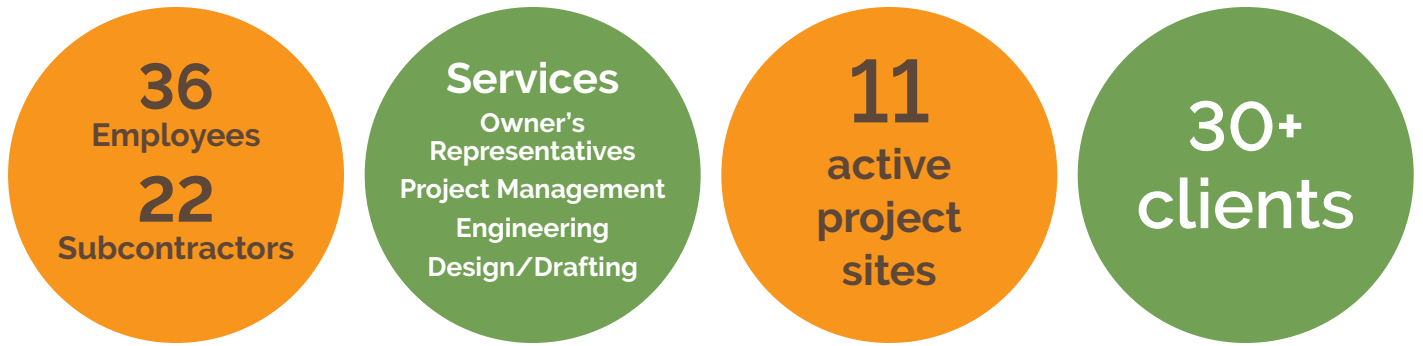 36
Employees
22
Subcontractors
Services
Owner's
Representatives
Project Management
Engineering
Design/Drafting
11
active
project
sites
30+
clients